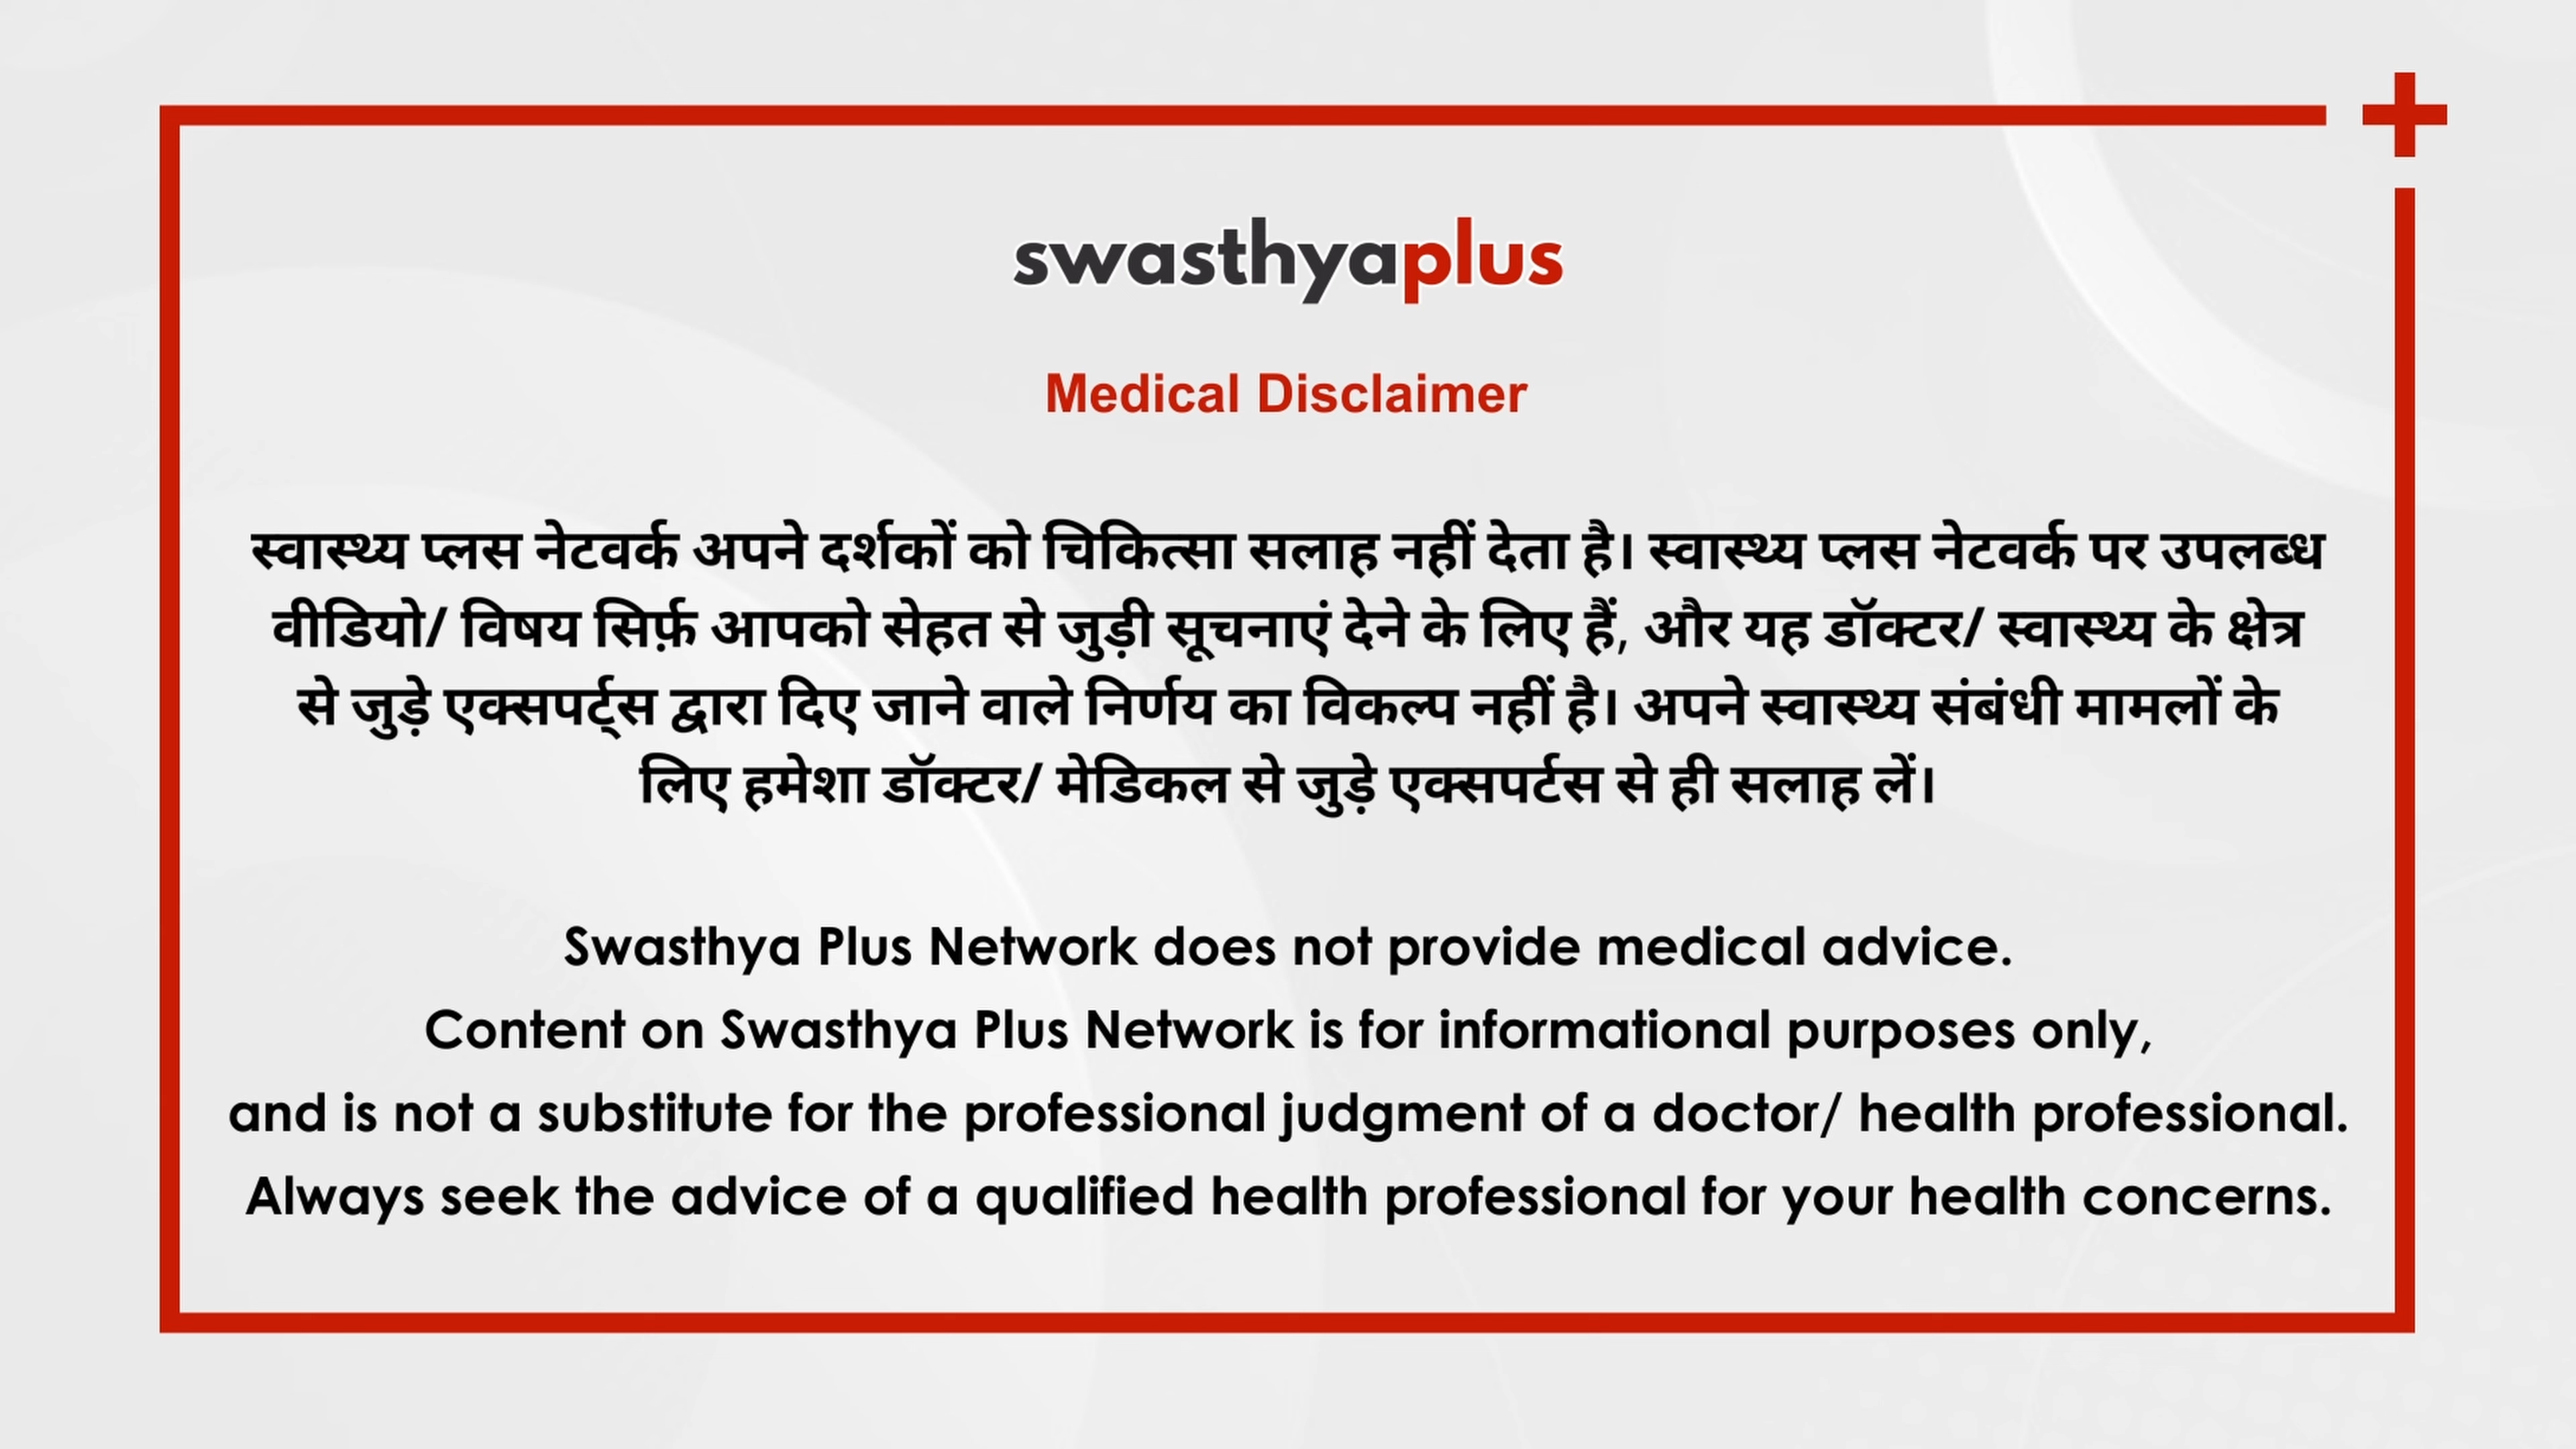 swasthyaplus
Medical Disclaimer
स्वास्थ्य प्लस नेटवर्क अपने दर्शकों को चिकित्सा सलाह नहीं देता है। स्वास्थ्य प्लस नेटवर्क पर उपलब्ध
वीडियो/ विषय सिर्फ़ आपको सेहत से जुड़ी सूचनाएं देने के लिए हैं, और यह डॉक्टर/ स्वास्थ्य के क्षेत्र
से जुड़े एक्सपर्ट्स द्वारा दिए जाने वाले निर्णय का विकल्प नहीं है। अपने स्वास्थ्य संबंधी मामलों के
लिए हमेशा डॉक्टर/ मेडिकल से जुड़े एक्सपर्टस से ही सलाह लें।
Swasthya Plus Network does not provide medical advice.
Content on Swasthya Plus Network is for informational purposes only,
and is not a substitute for the professional judgment of a doctor/ health professional.
Always seek the advice of a qualified health professional for your health concerns.